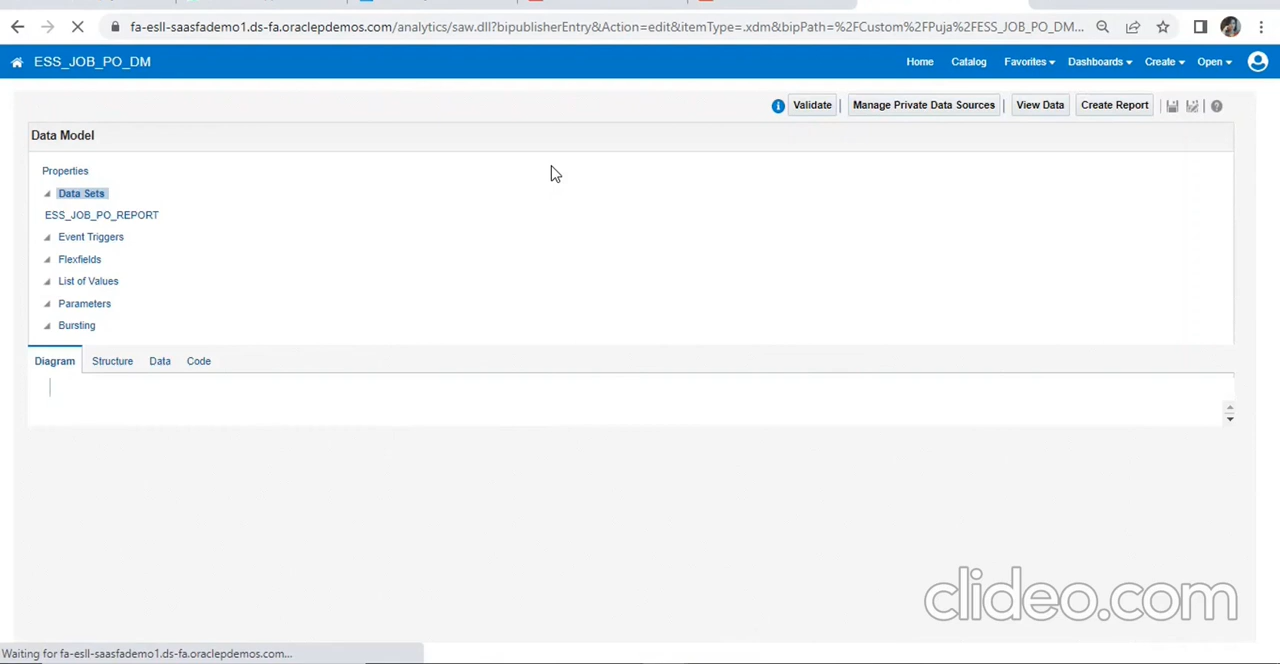 fa-esll-saasfademo1.ds-fa.oraclepdemos.com/analytics/saw.dll?bipublisherEntry&Action=edit&itemType=.xdm&bipPath=%2FCustom%2FPuja%2FESS_JOB_PO_DM...
ESS_JOB_PO_DM
Home Catalog Favorites Dashboards Create Open
Validate | Manage Private Data Sources | View Data Create Report
Data Model
Properties
Data Sets
ESS_JOB_PO_REPORT
Event Triggers
Flexfields
List of Values
Parameters
Bursting
Diagram Structure Data Code
clideo.com
Waiting for fa-esll-saasfademo1.ds-fa.oraclepdemos.com...